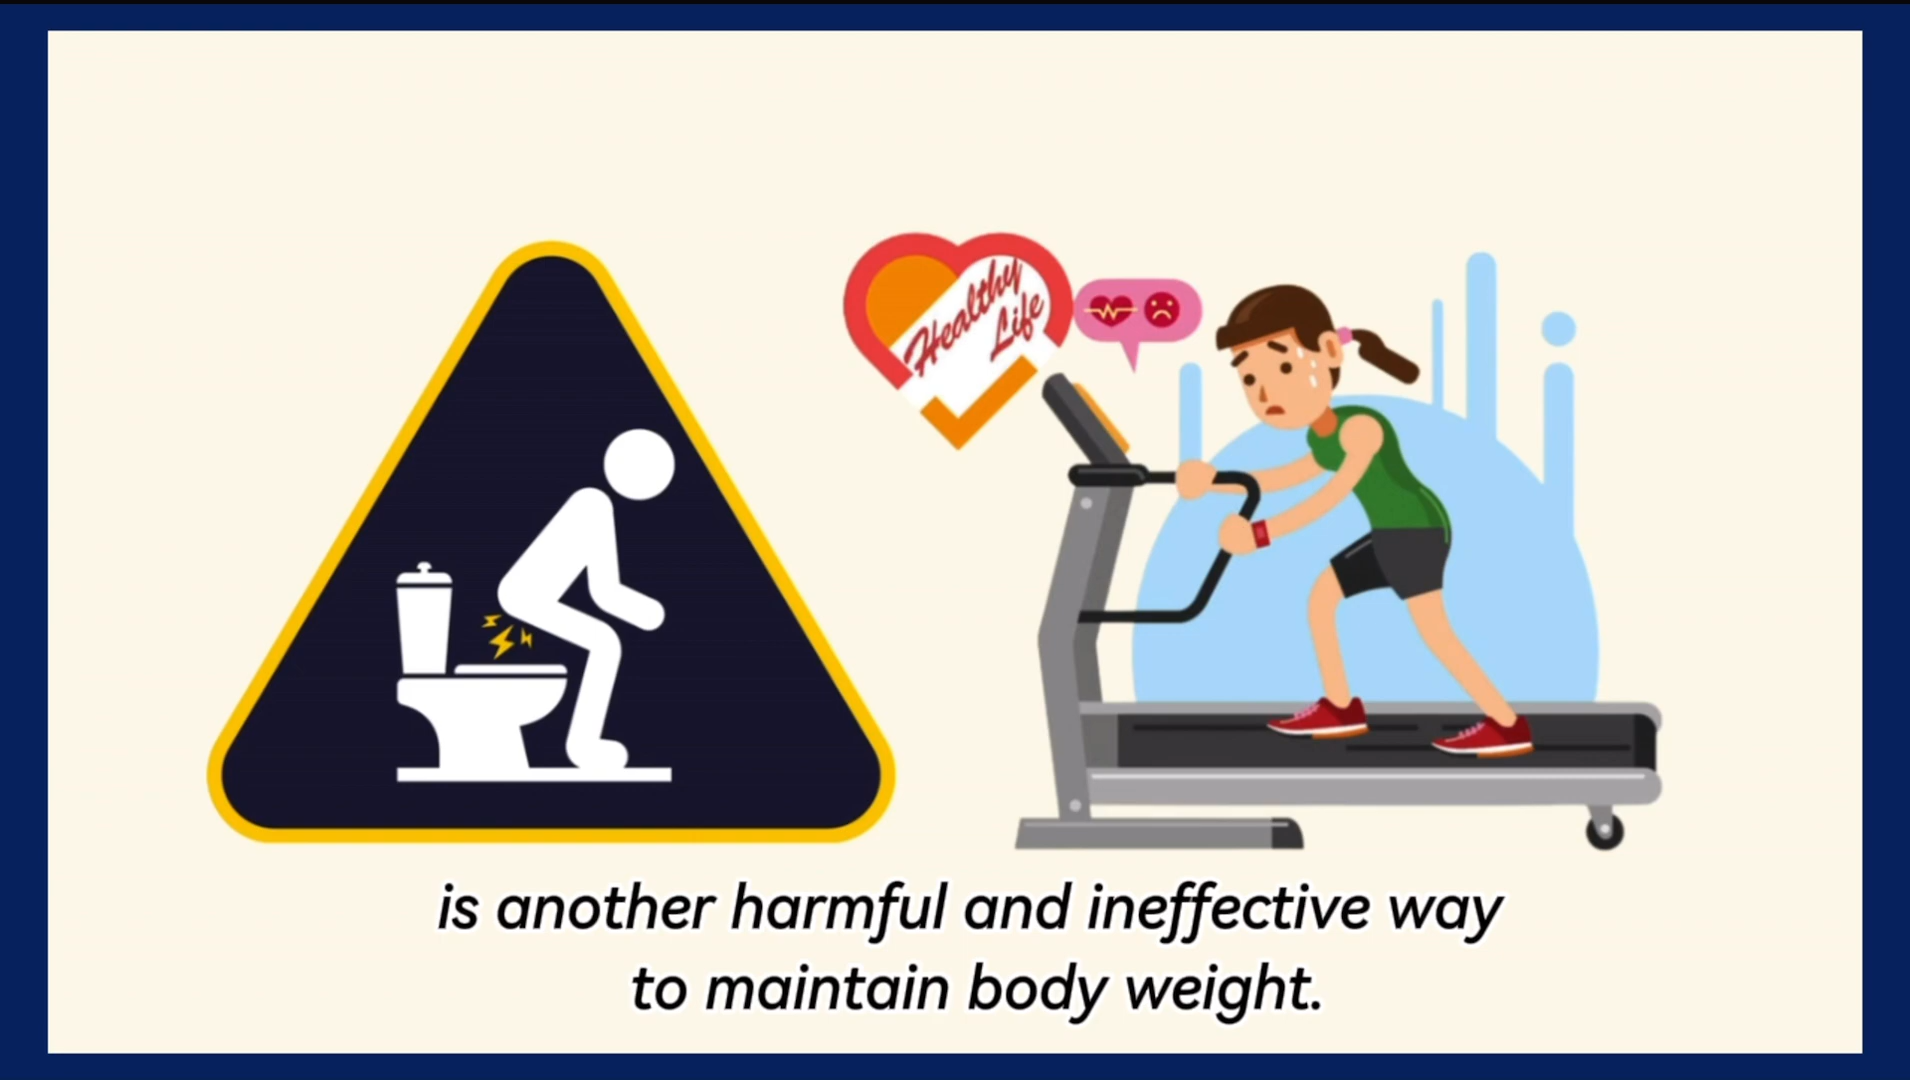 Healthy
Life
is another harmful and ineffective way
to maintain body weight.